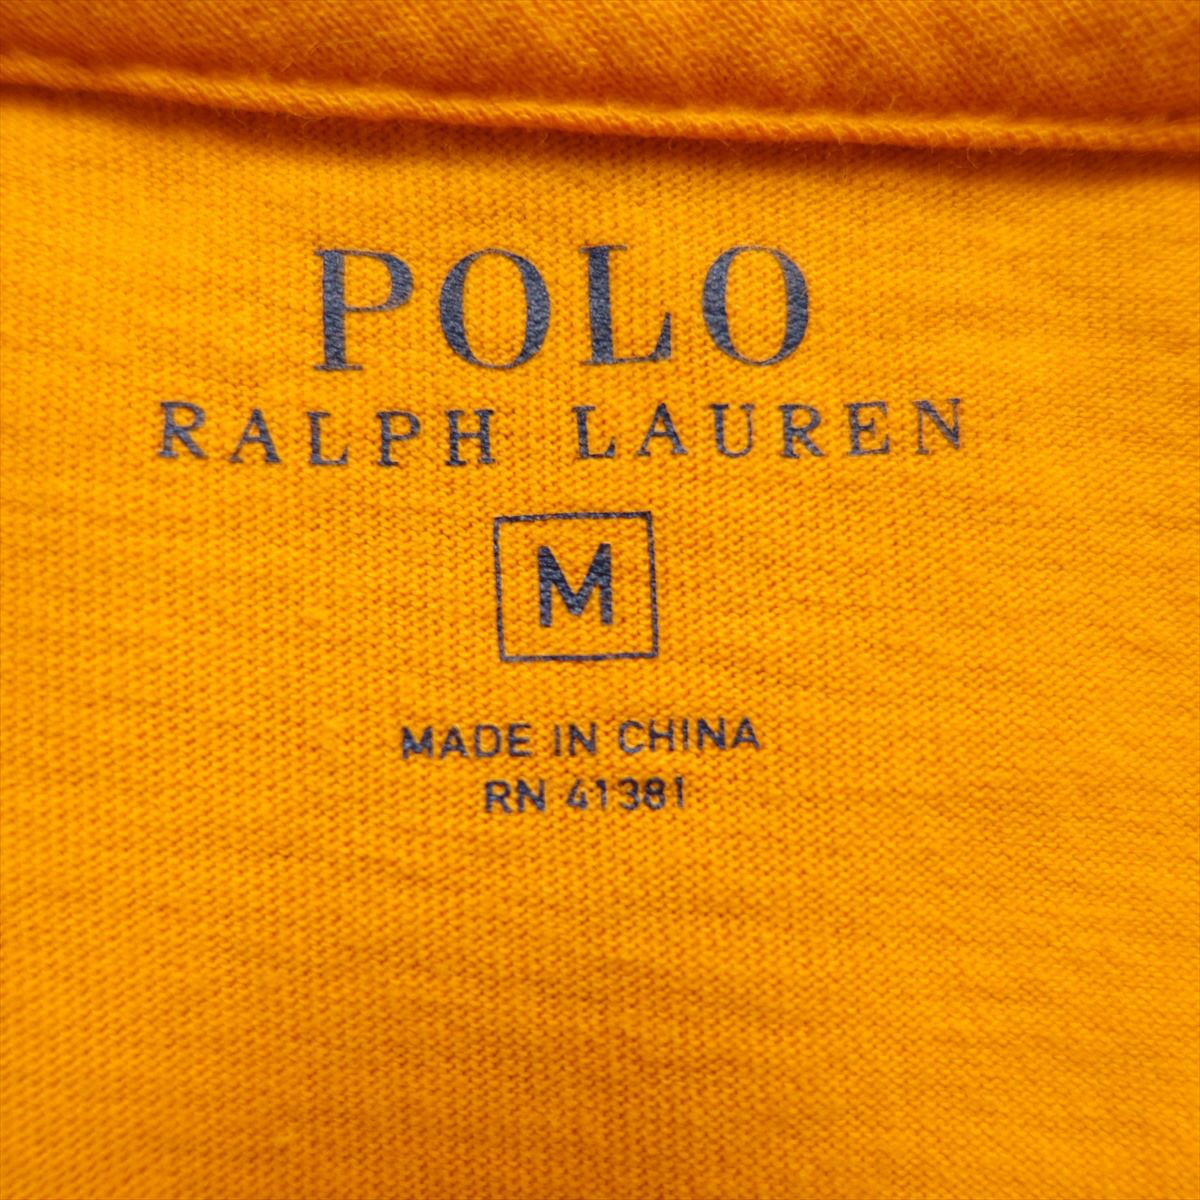 POLO
RALPH LAUREN
M
MADE IN CHINA
RN 41381